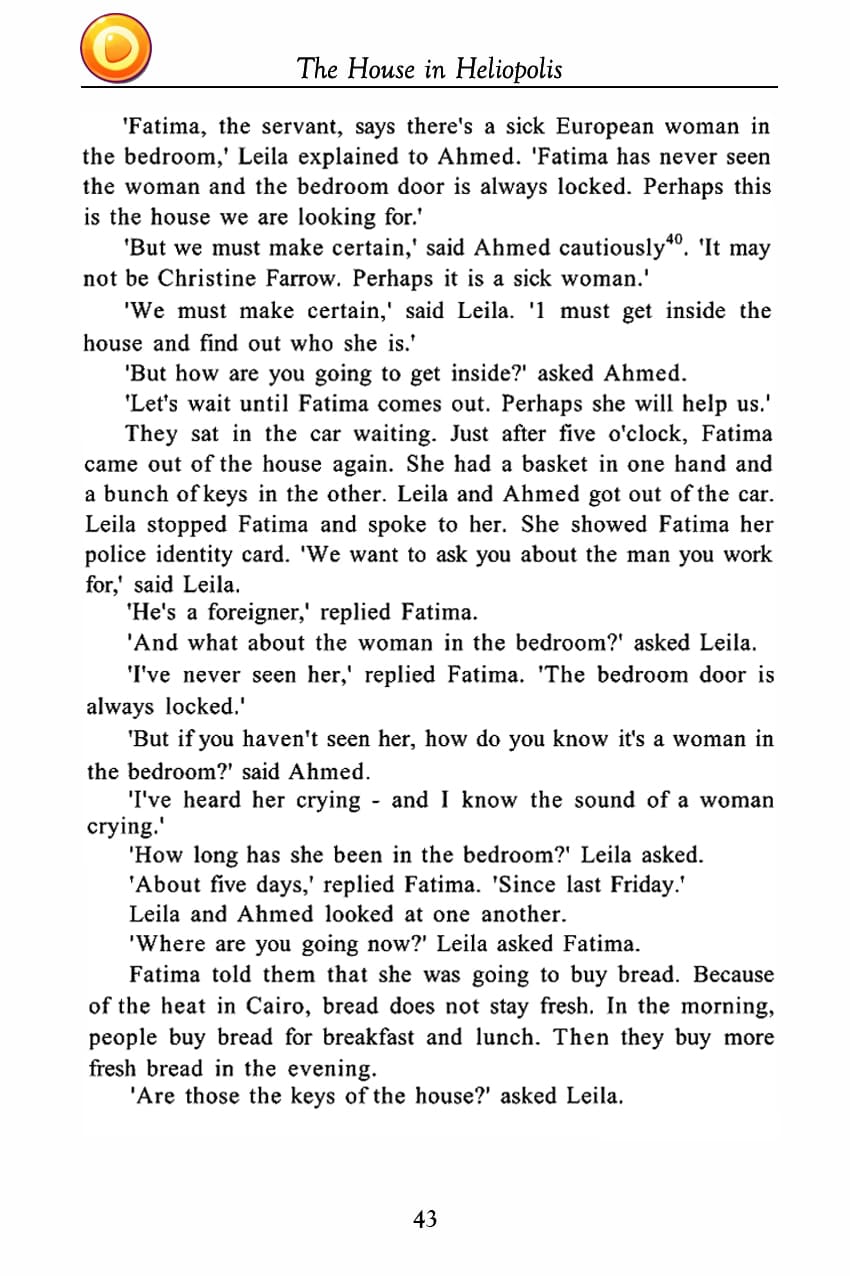 The House in Heliopolis
'Fatima, the servant, says there's a sick European woman in
the bedroom,' Leila explained to Ahmed. 'Fatima has never seen
the woman and the bedroom door is always locked. Perhaps this
is the house we are looking for.'
'But we must make certain,' said Ahmed cautiously⁴⁰. 'It may
not be Christine Farrow. Perhaps it is a sick woman.'
'We must make certain,' said Leila. '1 must get inside the
house and find out who she is.'
'But how are you going to get inside?' asked Ahmed.
'Let's wait until Fatima comes out. Perhaps she will help us.'
They sat in the car waiting. Just after five o'clock, Fatima
came out of the house again. She had a basket in one hand and
a bunch of keys in the other. Leila and Ahmed got out of the car.
Leila stopped Fatima and spoke to her. She showed Fatima her
police identity card. 'We want to ask you about the man you work
for,' said Leila.
'He's a foreigner,' replied Fatima.
'And what about the woman in the bedroom?' asked Leila.
'I've never seen her,' replied Fatima. 'The bedroom door is
always locked.'
'But if you haven't seen her, how do you know it's a woman in
the bedroom?' said Ahmed.
'I've heard her crying - and I know the sound of a woman
crying.'
'How long has she been in the bedroom?' Leila asked.
'About five days,' replied Fatima. 'Since last Friday.'
Leila and Ahmed looked at one another.
'Where are you going now?' Leila asked Fatima.
Fatima told them that she was going to buy bread. Because
of the heat in Cairo, bread does not stay fresh. In the morning,
people buy bread for breakfast and lunch. Then they buy more
fresh bread in the evening.
'Are those the keys of the house?' asked Leila.
43